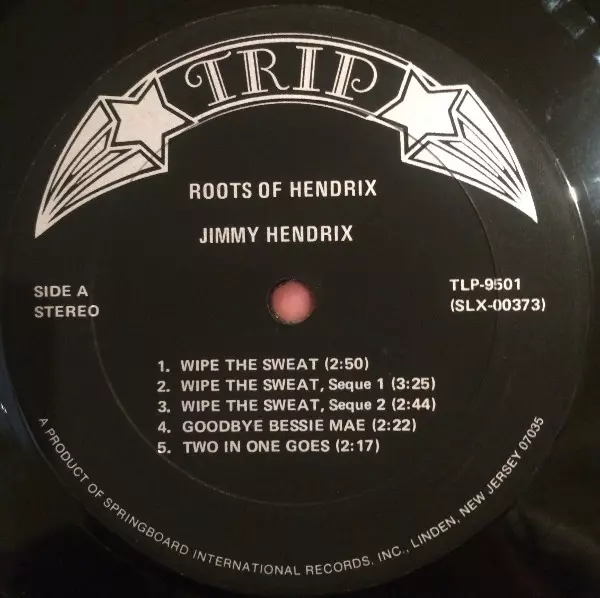 TRIP
ROOTS OF HENDRIX
JIMMY HENDRIX
SIDE A
STEREO
TLP-9501
(SLX-00373)
1. WIPE THE SWEAT (2:50)
2. WIPE THE SWEAT, Seque 1 (3:25)
3. WIPE THE SWEAT, Seque 2 (2:44)
4. GOODBYE BESSIE MAE (2:22)
5. TWO IN ONE GOES (2:17)
A PRODUCT OF SPRINGBOARD INTERNATIONAL RECORDS, INC., LINDEN, NEW JERSEY 07035